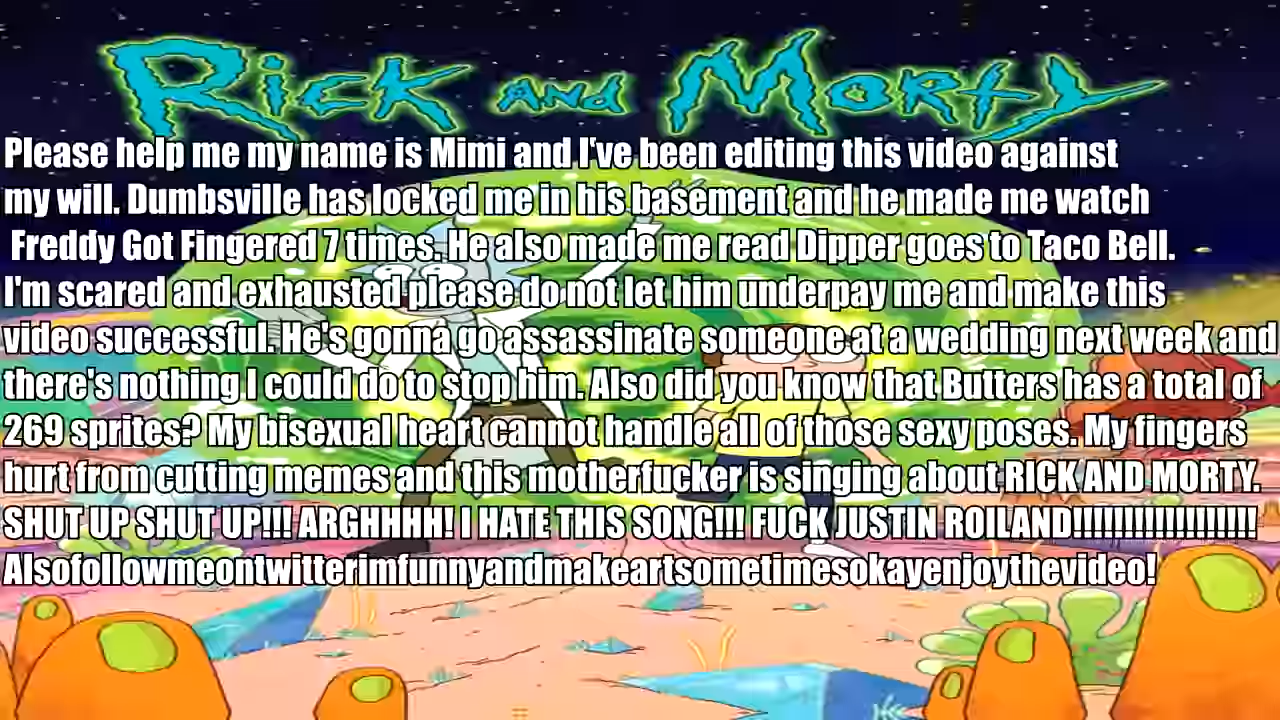 Rick and Morty
Please help me my name is Mimi and I've been editing this video against
my will. Dumbsville has locked me in his basement and he made me watch
Freddy Got Fingered 7 times. He also made me read Dipper goes to Taco Bell.
I'm scared and exhausted please do not let him underpay me and make this
video successful. He's gonna go assassinate someone at a wedding next week and
there's nothing I could do to stop him. Also did you know that Butters has a total of
269 sprites? My bisexual heart cannot handle all of those sexy poses. My fingers
hurt from cutting memes and this motherfucker is singing about RICK AND MORTY.
SHUT UP SHUT UP!!! ARGHHHH! I HATE THIS SONG!!! FUCK JUSTIN ROILAND!!!!!!!!!!!!!!!!!!
Alsofollowmeontwitterimfunnyandmakeartsometimesokayenjoythevideo!